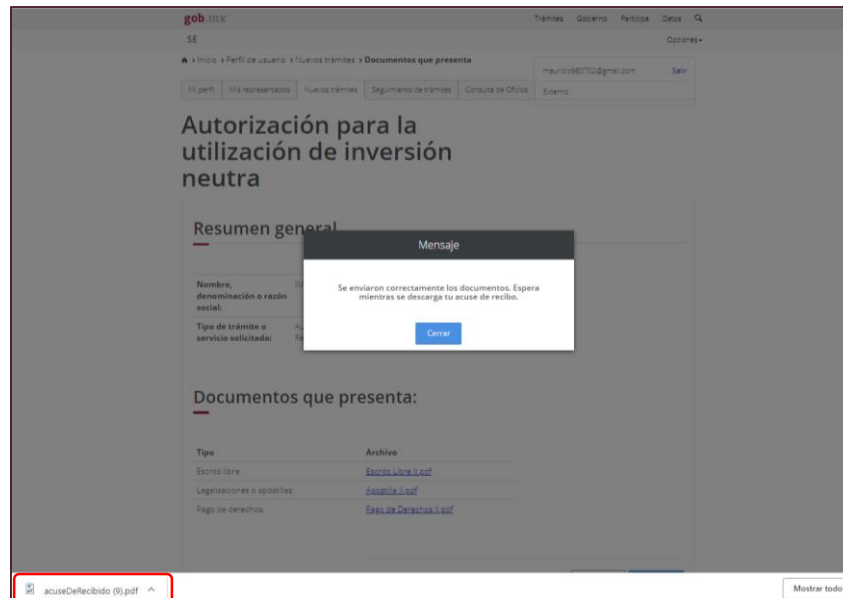 gob.mx
Trámites Gobierno Participa Datos
SE
Opciones
Inicio > Perfil de usuario > Nuevos trámites > Documentos que presenta
Salir
Mi perfil Mis representados Nuevos trámites Seguimiento de trámites Consulta de Oficios
Externo
Autorización para la
utilización de inversión
neutra
Resumen general
Mensaje
Se enviaron correctamente los documentos. Espera
mientras se descarga tu acuse de recibo.
Cerrar
Nombre,
denominación o razón
social:
Tipo de trámite o
servicio solicitado:
Documentos que presenta:
Tipo Archivo
Escrito libre: Escrito Libre II.pdf
Legalizaciones o apostillas: Apostilla II.pdf
Pago de derechos: Pago de Derechos II.pdf
acuseDeRecibido (9).pdf
Mostrar todo